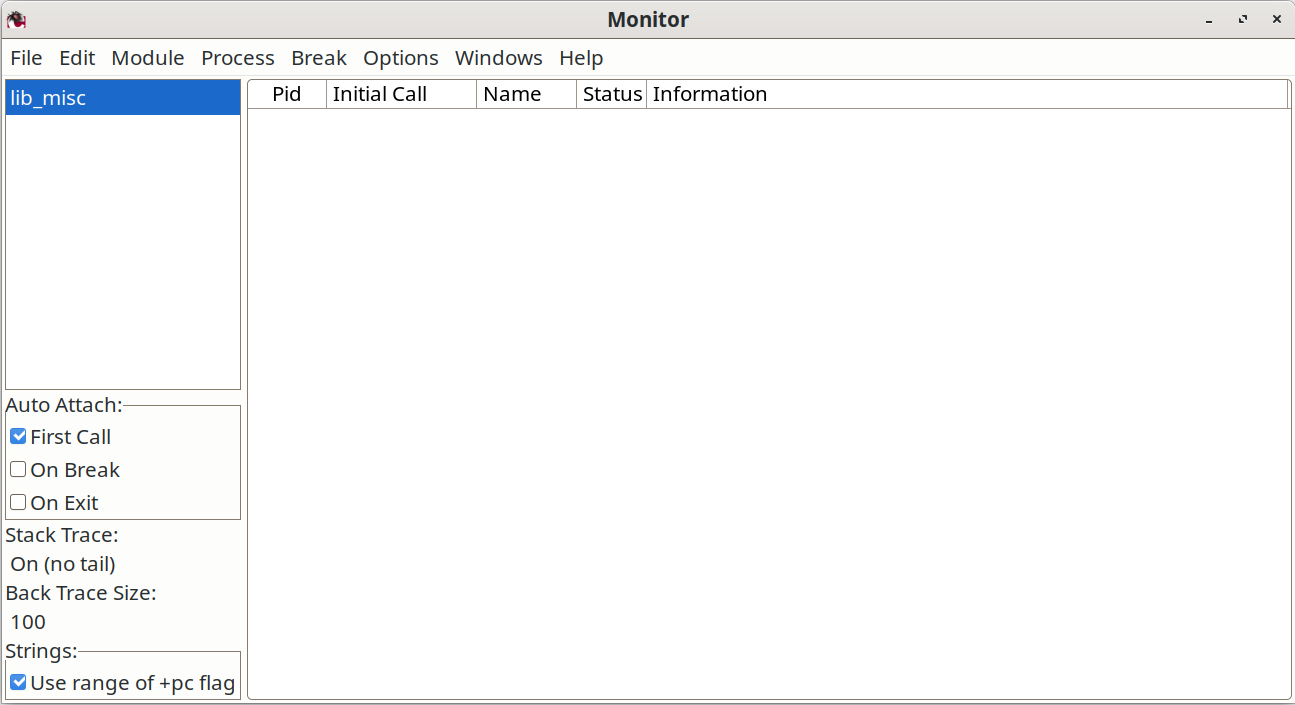 Monitor
File Edit Module Process Break Options Windows Help
lib_misc
Pid Initial Call Name Status Information
Auto Attach:
First Call
On Break
On Exit
Stack Trace:
On (no tail)
Back Trace Size:
100
Strings:
Use range of +pc flag